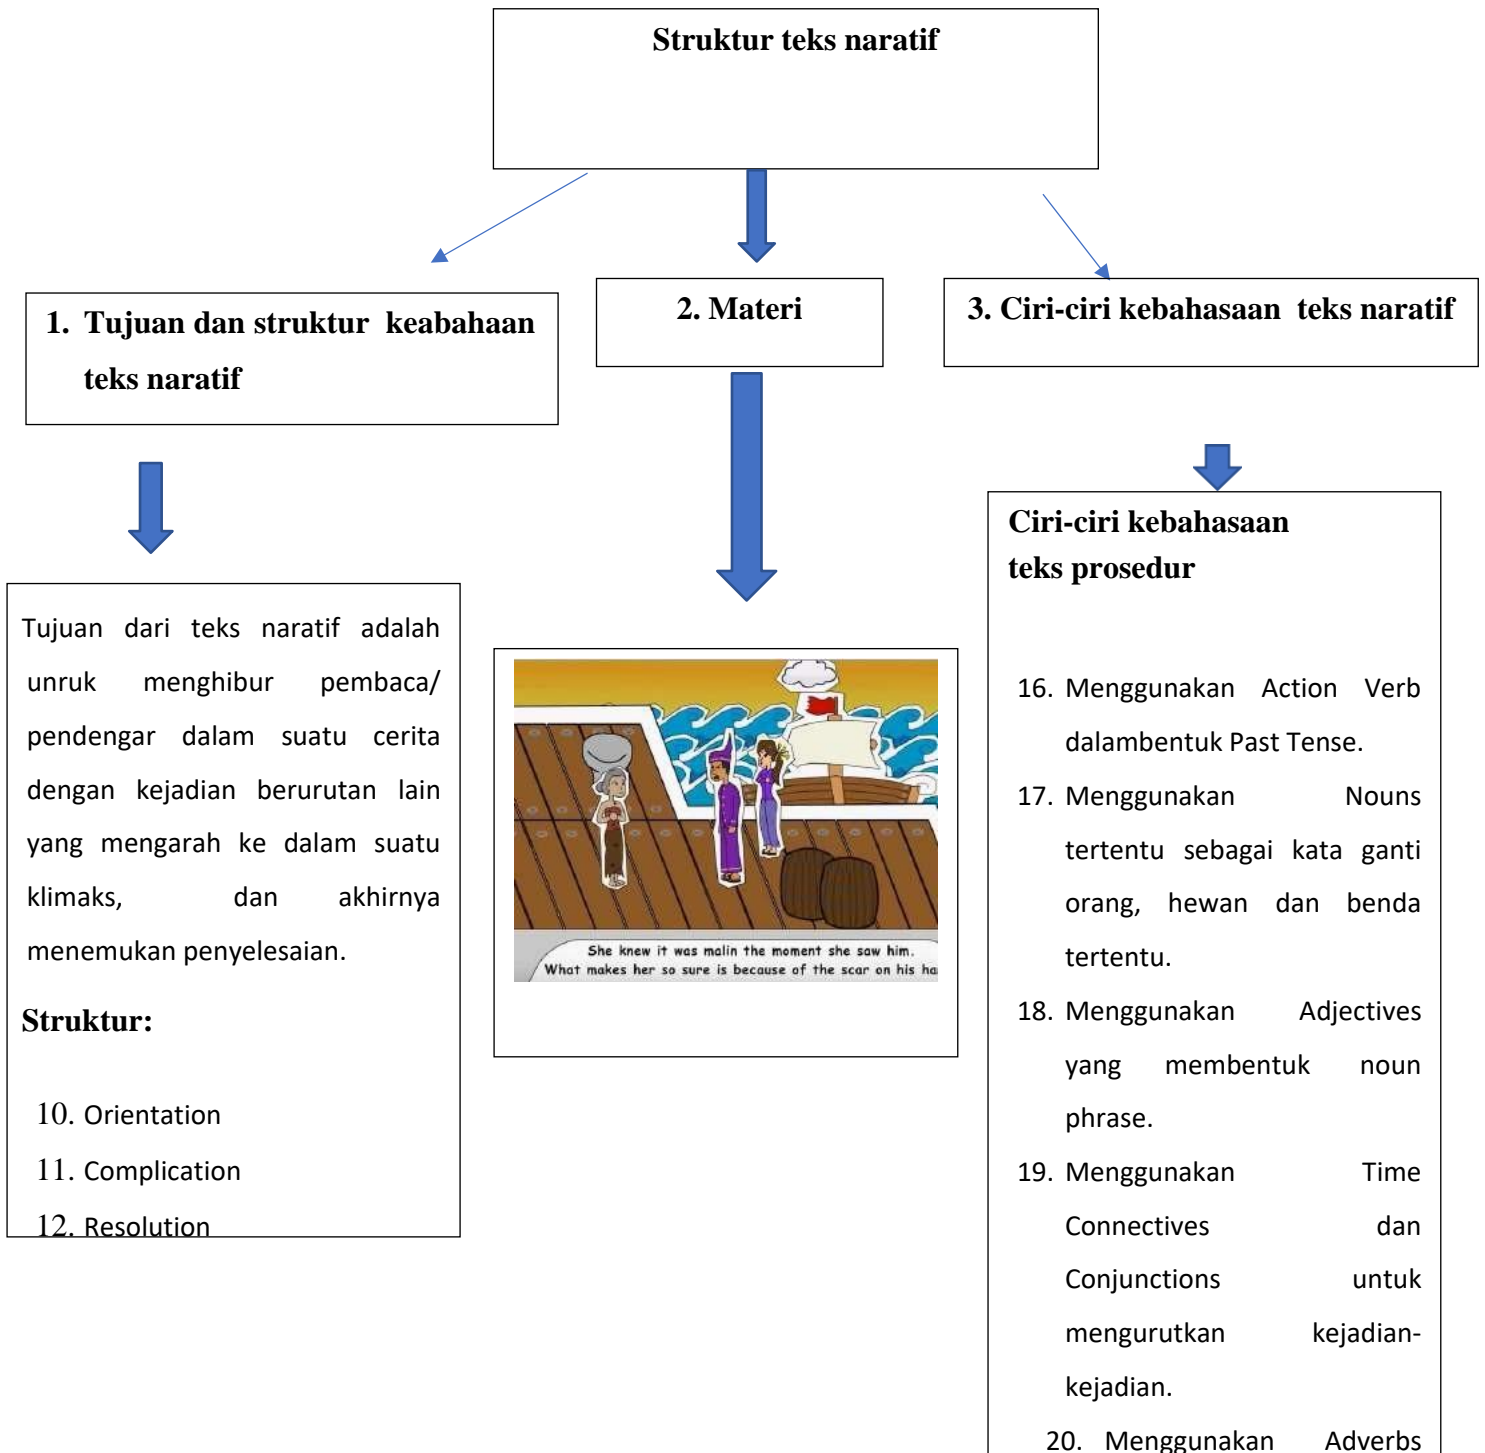 Struktur teks naratif
1. Tujuan dan struktur keabahaan
teks naratif
2. Materi
3. Ciri-ciri kebahasaan teks naratif
Tujuan dari teks naratif adalah
unruk menghibur pembaca/
pendengar dalam suatu cerita
dengan kejadian berurutan lain
yang mengarah ke dalam suatu
klimaks, dan akhirnya
menemukan penyelesaian.
Struktur:
10. Orientation
11. Complication
12. Resolution
She knew it was malin the moment she saw him.
What makes her so sure is because of the scar on his ha
Ciri-ciri kebahasaan
teks prosedur
16. Menggunakan Action Verb
dalambentuk Past Tense.
17. Menggunakan Nouns
tertentu sebagai kata ganti
orang, hewan dan benda
tertentu.
18. Menggunakan Adjectives
yang membentuk noun
phrase.
19. Menggunakan Time
Connectives dan
Conjunctions untuk
mengurutkan kejadian-
kejadian.
20. Menggunakan Adverbs